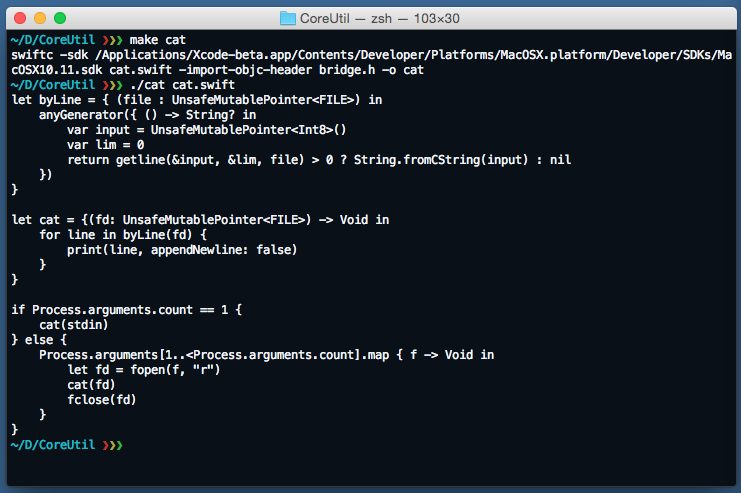 CoreUtil — zsh — 103×30
~/D/CoreUtil ❯❯❯ make cat
swiftc -sdk /Applications/Xcode-beta.app/Contents/Developer/Platforms/MacOSX.platform/Developer/SDKs/Ma
cOSX10.11.sdk cat.swift -import-objc-header bridge.h -o cat
~/D/CoreUtil ❯❯❯ ./cat cat.swift
let byLine = { (file : UnsafeMutablePointer<FILE>) in
    anyGenerator({ () -> String? in
        var input = UnsafeMutablePointer<Int8>()
        var lim = 0
        return getline(&input, &lim, file) > 0 ? String.fromCString(input) : nil
    })
}

let cat = {(fd: UnsafeMutablePointer<FILE>) -> Void in
    for line in byLine(fd) {
        print(line, appendNewline: false)
    }
}

if Process.arguments.count == 1 {
    cat(stdin)
} else {
    Process.arguments[1..<Process.arguments.count].map { f -> Void in
        let fd = fopen(f, "r")
        cat(fd)
        fclose(fd)
    }
}
~/D/CoreUtil ❯❯❯